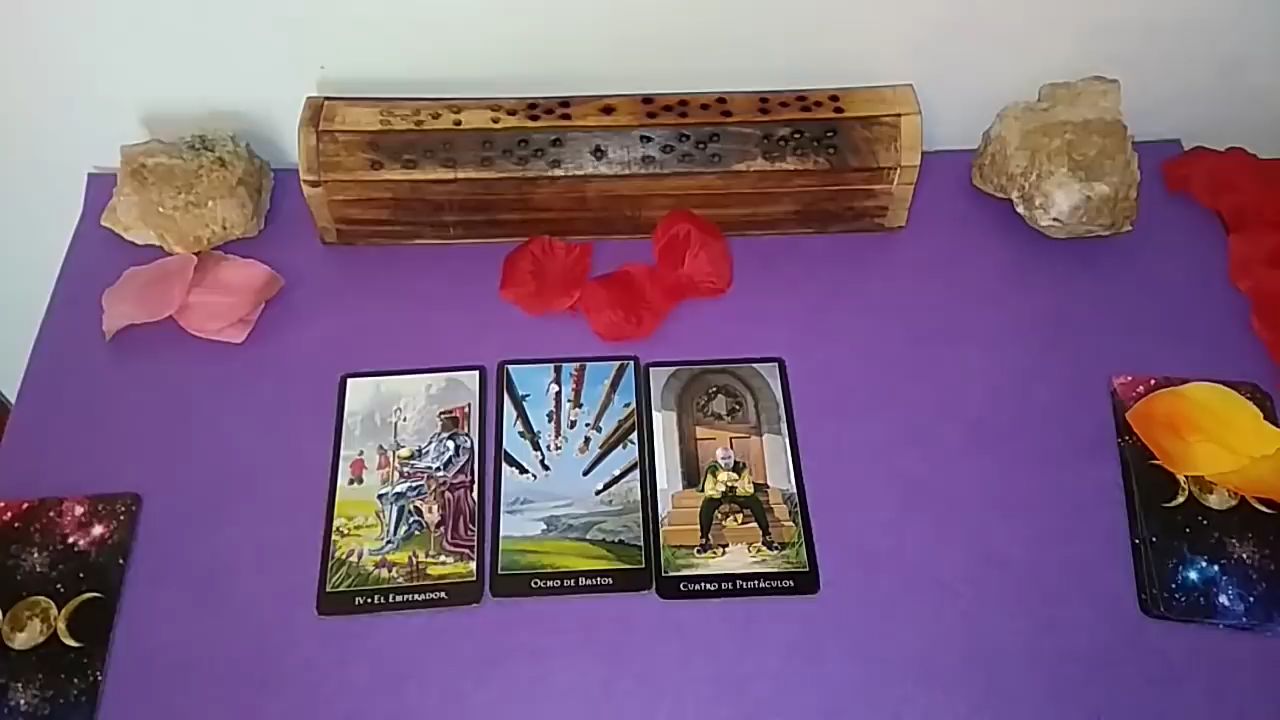 IV • El Emperador
Ocho de Bastos
Cuatro de Pentáculos